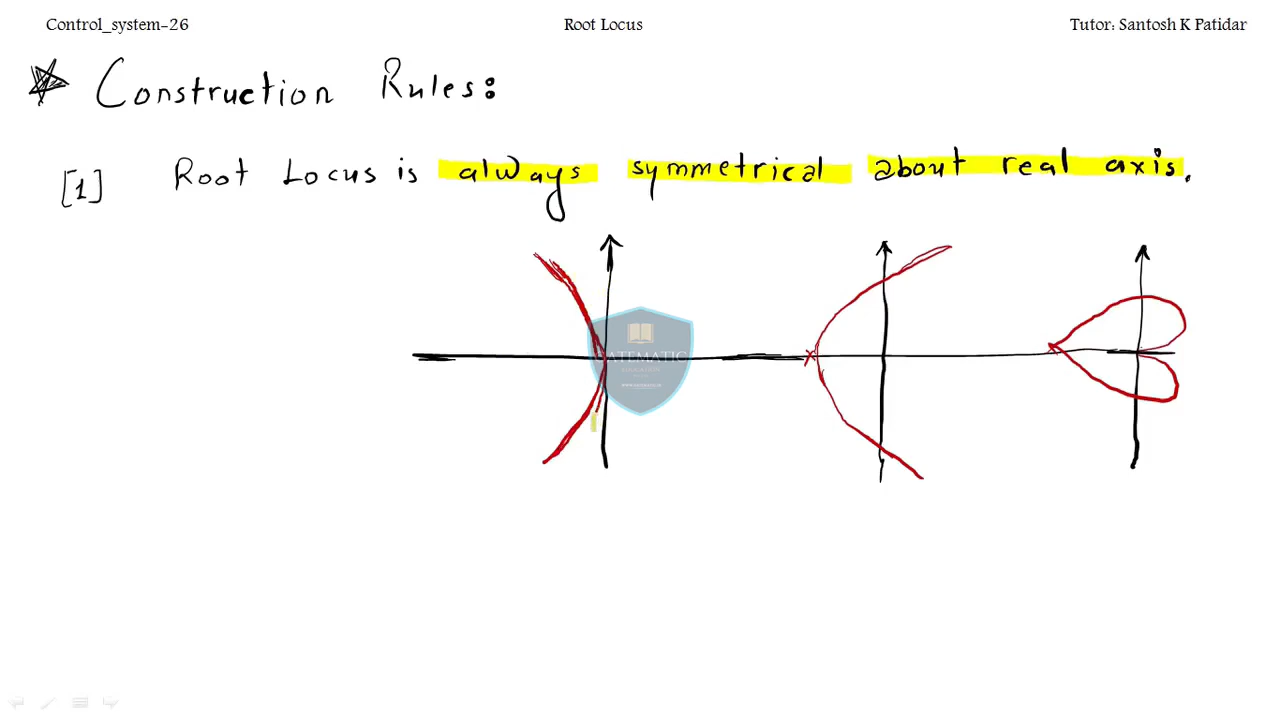 Control_system-26 Root Locus Tutor: Santosh K Patidar
Construction Rules:
[1] Root Locus is always symmetrical about real axis.